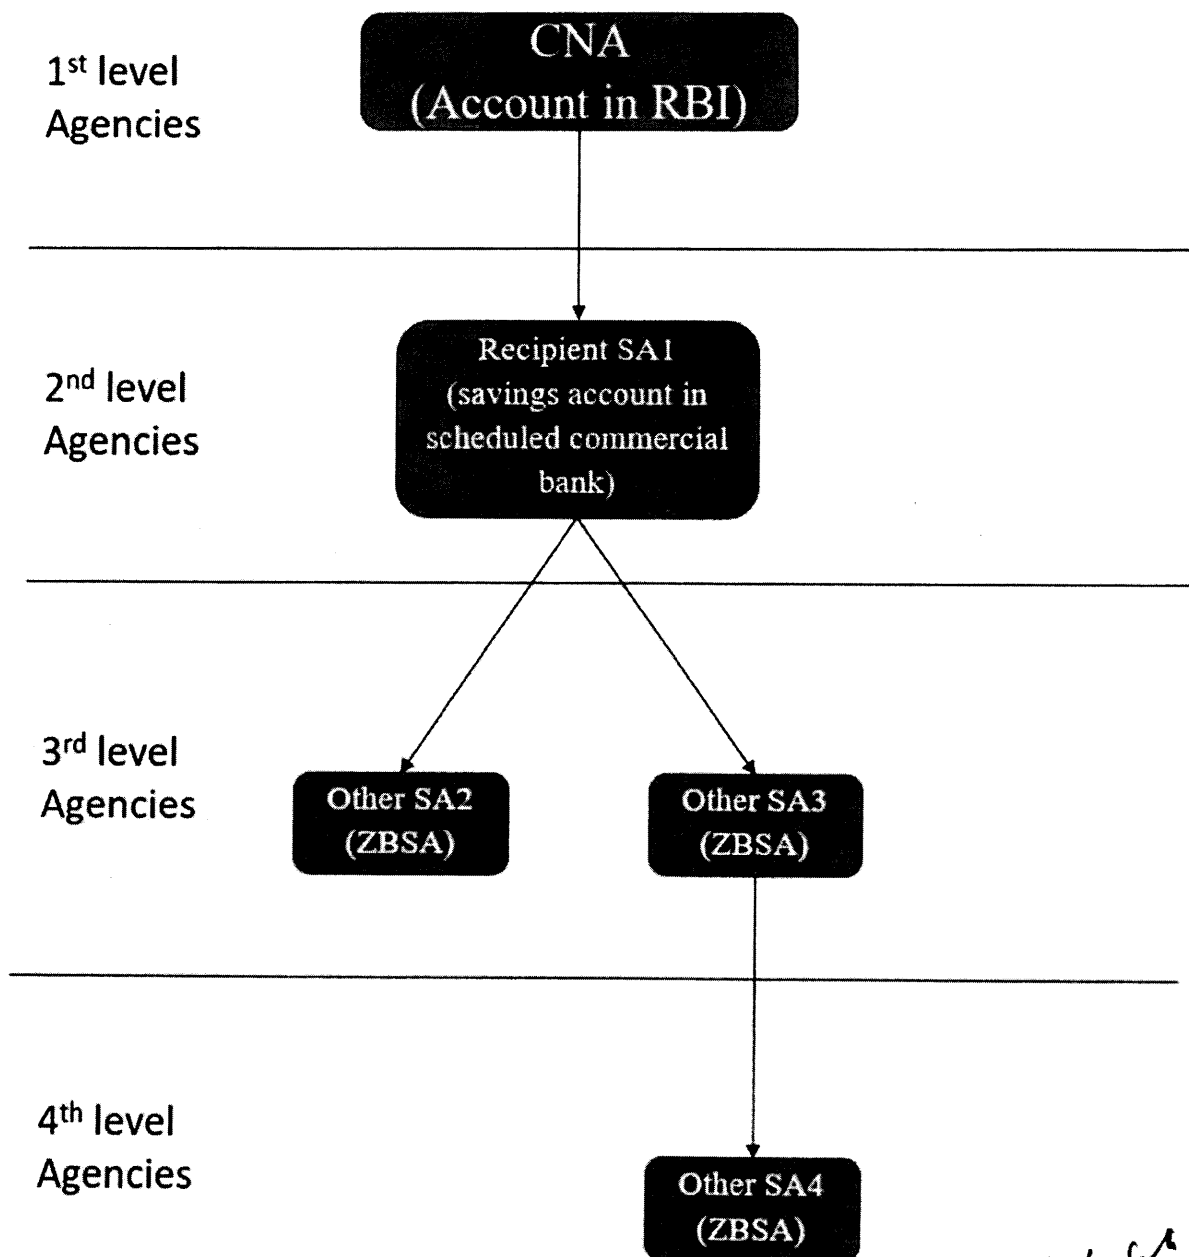 1st level
Agencies
CNA
(Account in RBI)
2nd level
Agencies
Recipient SA1
(savings account in
scheduled commercial
bank)
3rd level
Agencies
Other SA2
(ZBSA)
Other SA3
(ZBSA)
4th level
Agencies
Other SA4
(ZBSA)